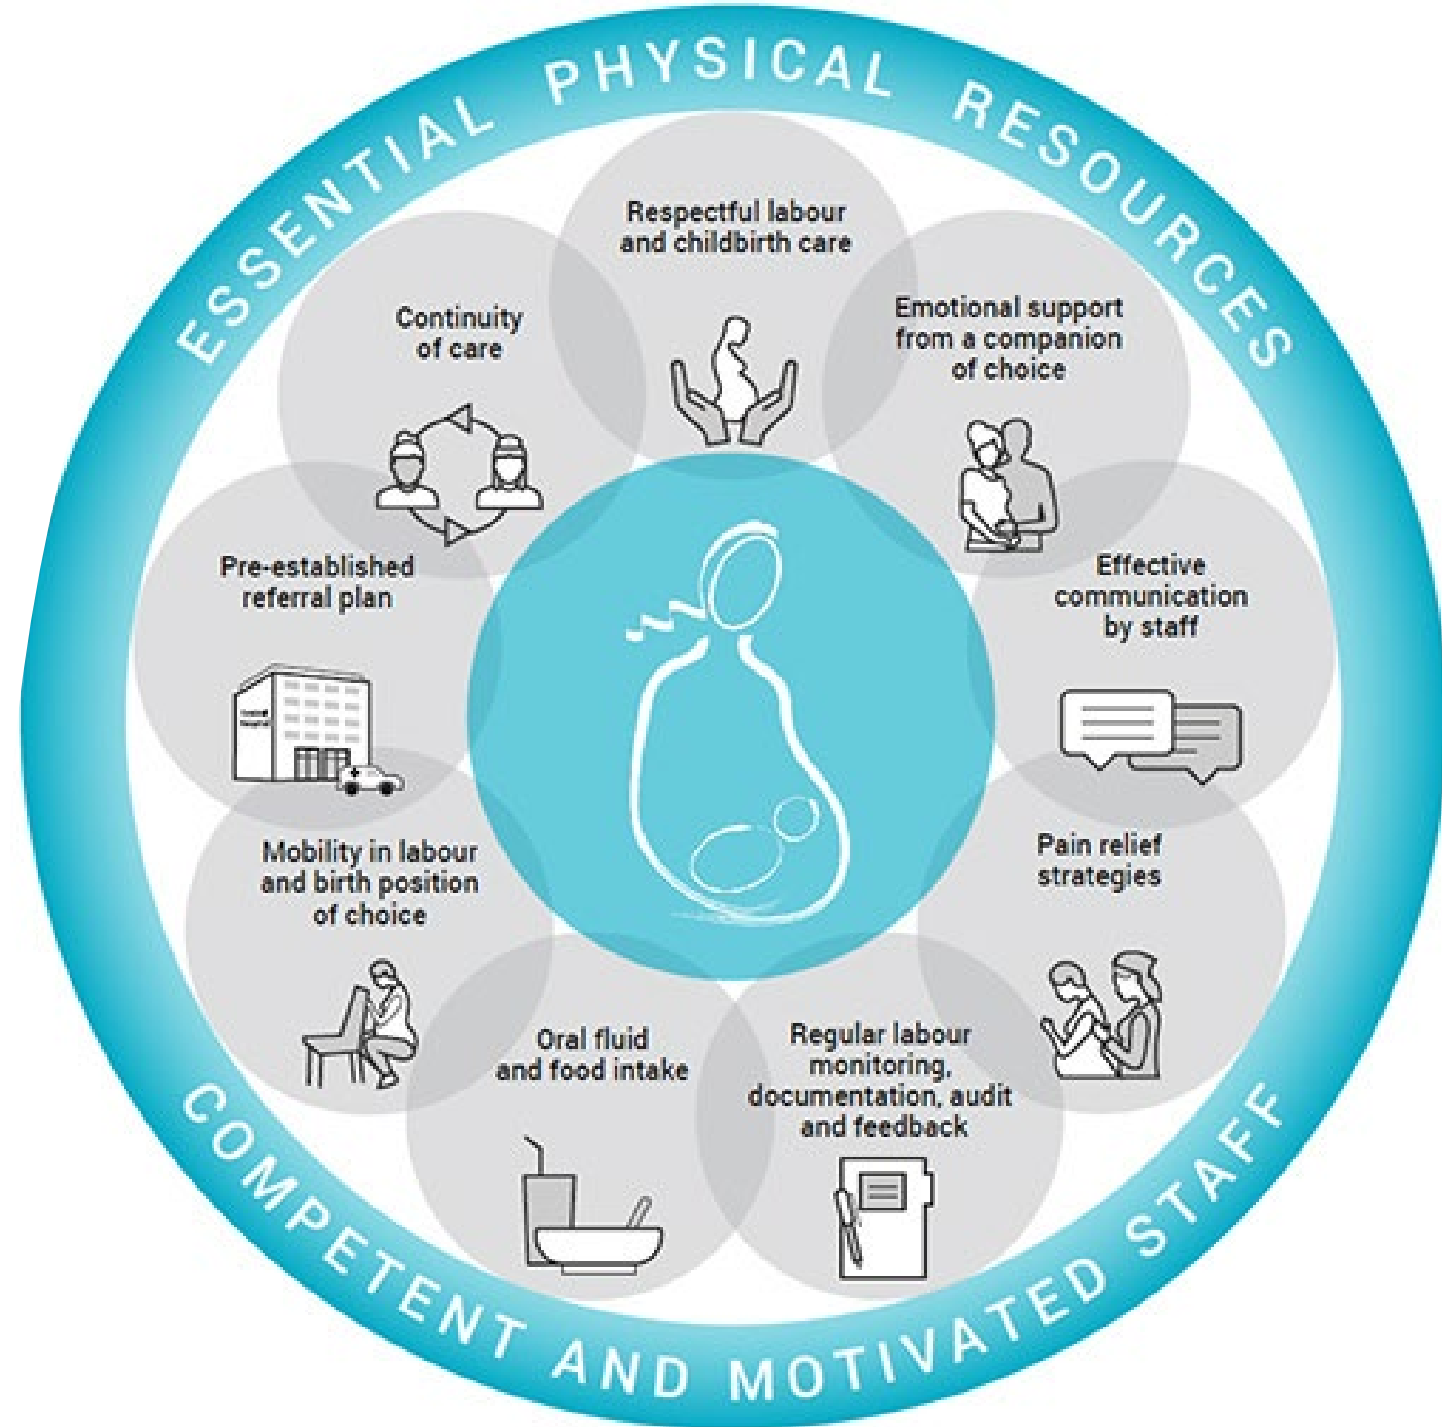 ESSENTIAL PHYSICAL RESOURCES
Respectful labour
and childbirth care
Emotional support
from a companion
of choice
Effective
communication
by staff
Pain relief
strategies
Regular labour
monitoring,
documentation, audit
and feedback
Oral fluid
and food intake
Mobility in labour
and birth position
of choice
Pre-established
referral plan
Continuity
of care
COMPETENT AND MOTIVATED STAFF